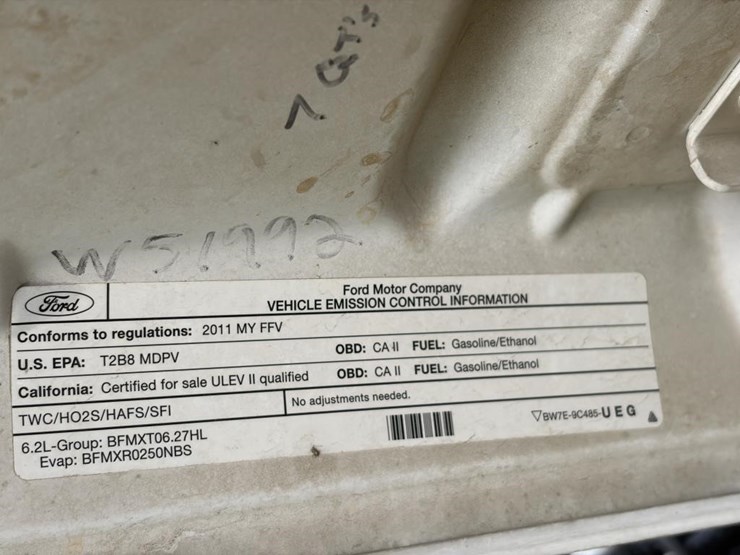 7 QT's
W51992
Ford
Ford Motor Company
VEHICLE EMISSION CONTROL INFORMATION
Conforms to regulations: 2011 MY FFV
U.S. EPA: T2B8 MDPV OBD: CA II FUEL: Gasoline/Ethanol
California: Certified for sale ULEV II qualified OBD: CA II FUEL: Gasoline/Ethanol
TWC/HO2S/HAFS/SFI No adjustments needed.
6.2L-Group: BFMXT06.27HL
Evap: BFMXR0250NBS
BW7E-9C485-UEG